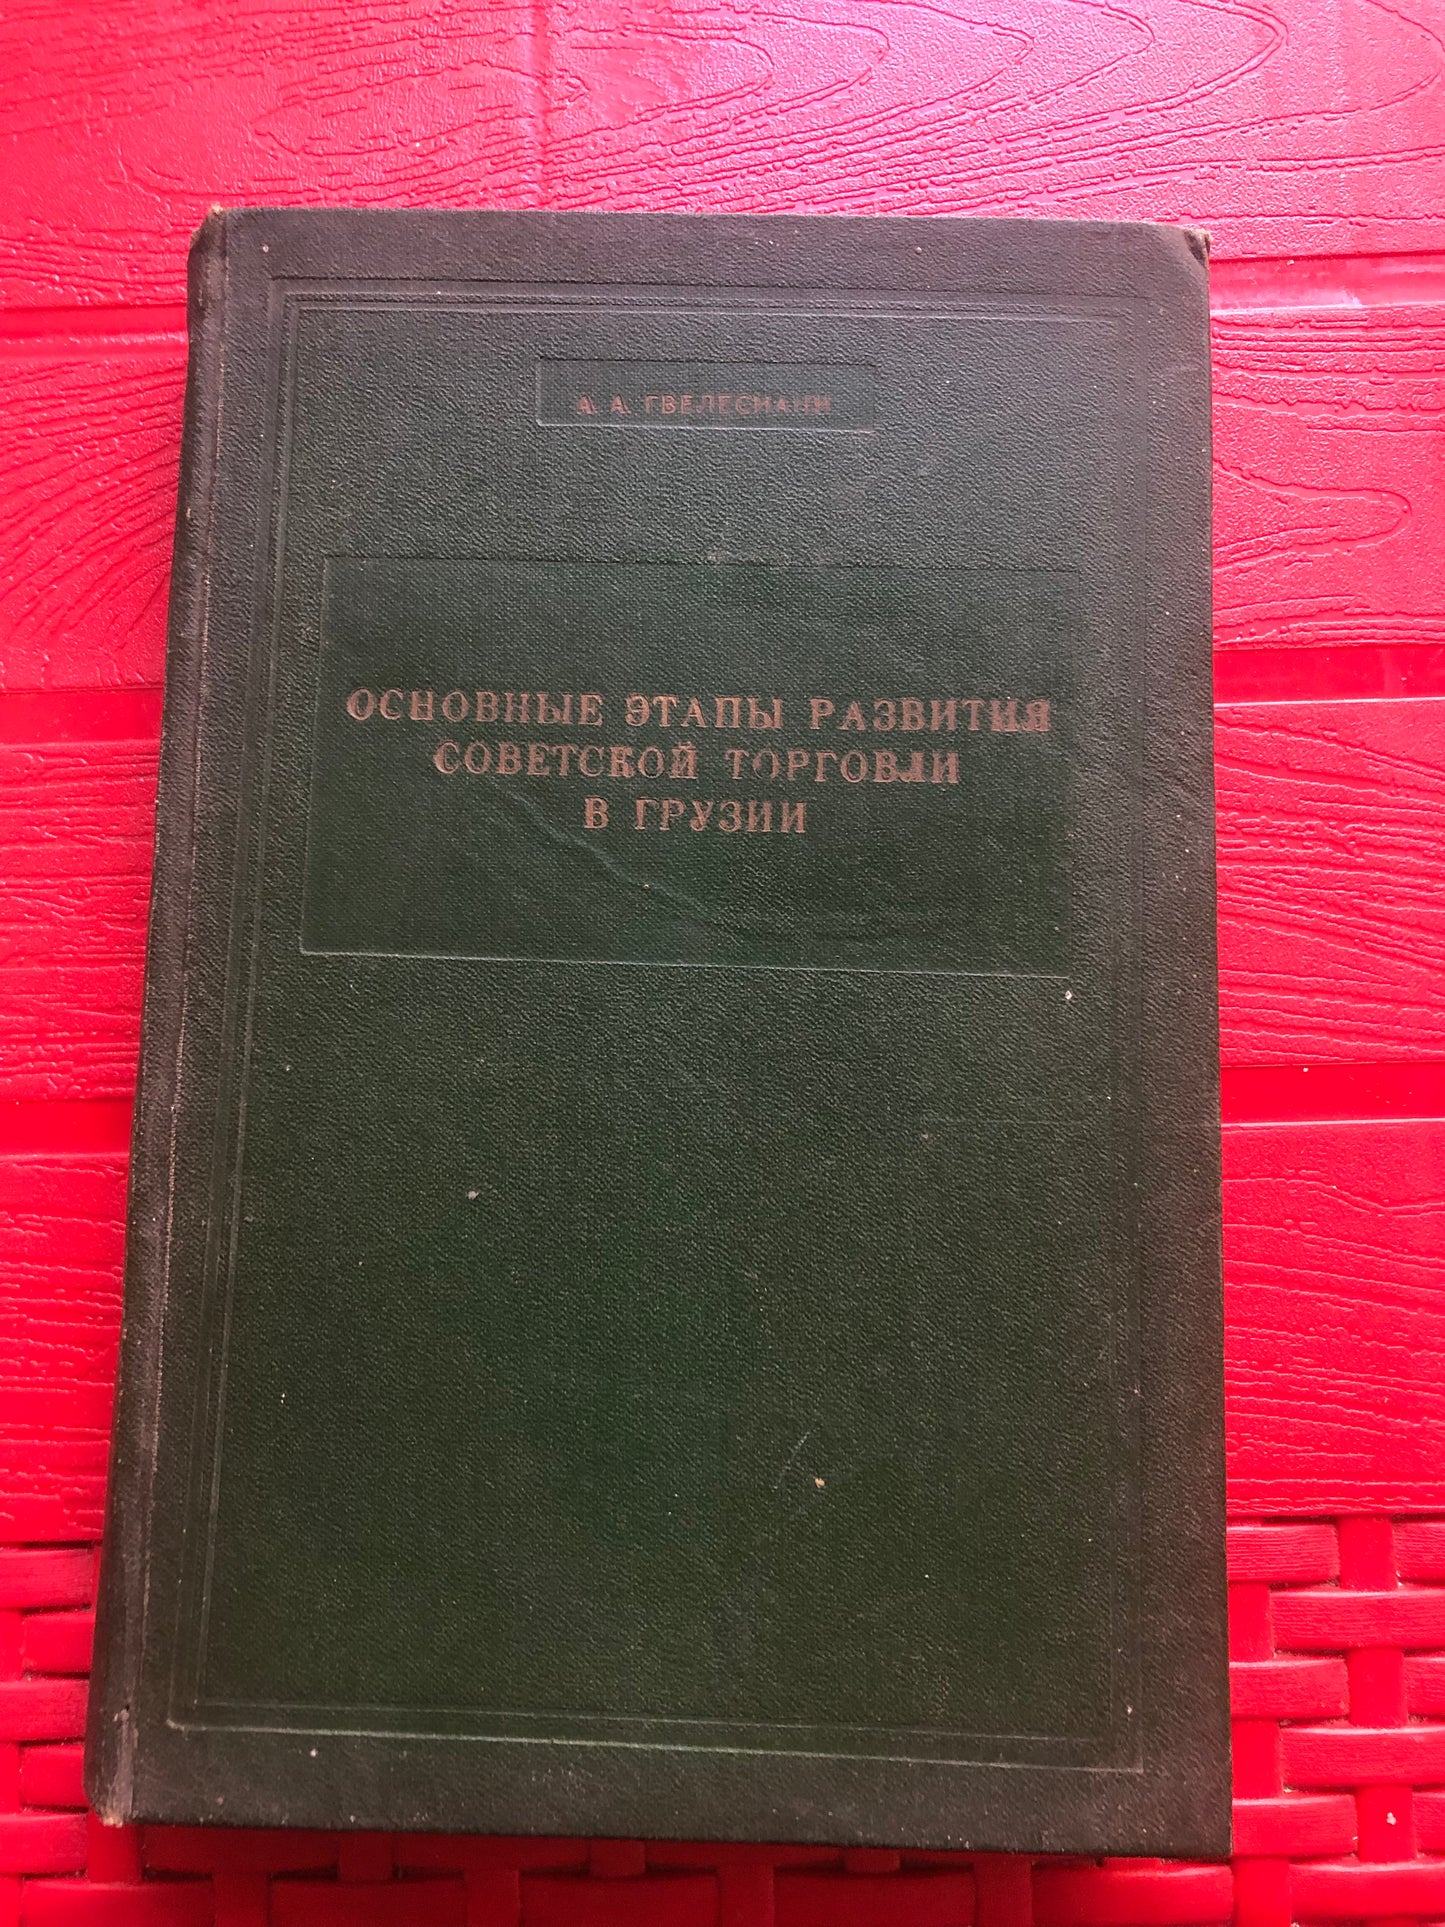 А. А. ГВЕЛЕСИАНИ
ОСНОВНЫЕ ЭТАПЫ РАЗВИТИЯ
СОВЕТСКОЙ ТОРГОВЛИ
В ГРУЗИИ